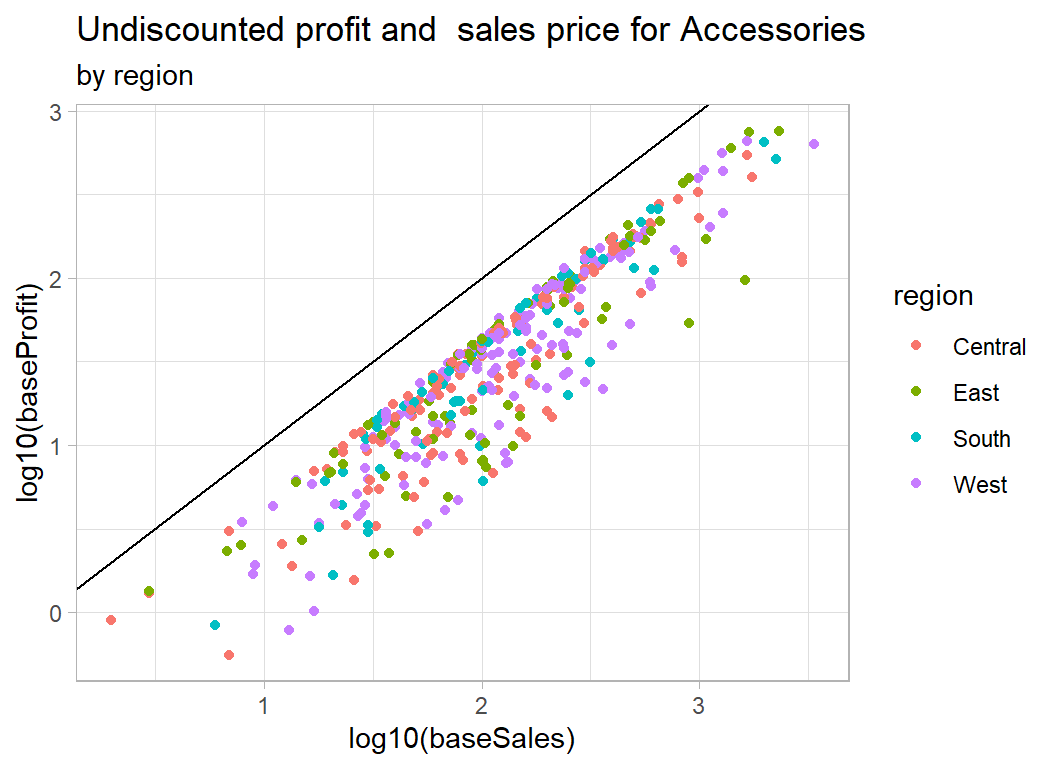 Undiscounted profit and  sales price for Accessories
by region
3
2
1
0
log10(baseProfit)
1 2 3
log10(baseSales)
region
Central
East
South
West